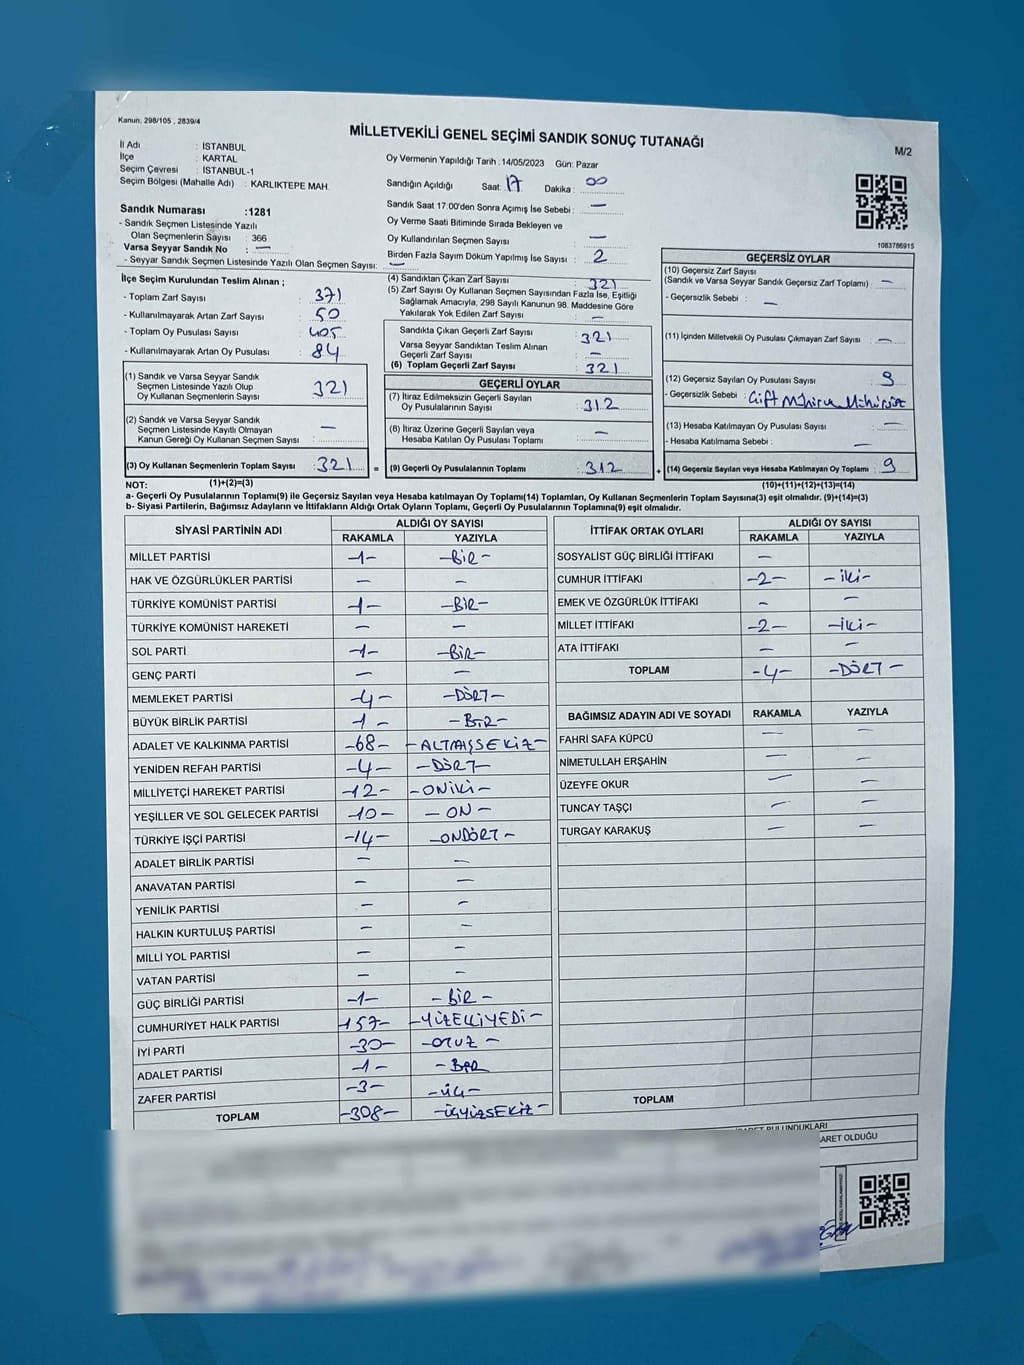 Kanun, 298/105 , 2839/4
MİLLETVEKİLİ GENEL SEÇİMİ SANDIK SONUÇ TUTANAĞI
M/2
İl Adı : İSTANBUL
İlçe : KARTAL
Seçim Çevresi : İSTANBUL-1
Seçim Bölgesi (Mahalle Adı) : KARLIKTEPE MAH.
Sandık Numarası :1281
- Sandık Seçmen Listesinde Yazılı
Olan Seçmenlerin Sayısı : 366
Varsa Seyyar Sandık No : —
- Seyyar Sandık Seçmen Listesinde Yazılı Olan Seçmen Sayısı: —
Oy Vermenin Yapıldığı Tarih : 14/05/2023 Gün: Pazar
Sandığın Açıldığı Saat: 17 Dakika : 00
Sandık Saat 17:00'den Sonra Açımış İse Sebebi : —
Oy Verme Saati Bitiminde Sırada Bekleyen ve
Oy Kullandırılan Seçmen Sayısı : —
Birden Fazla Sayım Döküm Yapılmış İse Sayısı : 2
1083786915
İlçe Seçim Kurulundan Teslim Alınan ;
- Toplam Zarf Sayısı : 371
- Kullanılmayarak Artan Zarf Sayısı : 50
- Toplam Oy Pusulası Sayısı : 405
- Kullanılmayarak Artan Oy Pusulası : 84
(1) Sandık ve Varsa Seyyar Sandık
Seçmen Listesinde Yazılı Olup
Oy Kullanan Seçmenlerin Sayısı : 321
(2) Sandık ve Varsa Seyyar Sandık
Seçmen Listesinde Kayıtlı Olmayan
Kanun Gereği Oy Kullanan Seçmen Sayısı : —
(3) Oy Kullanan Seçmenlerin Toplam Sayısı : 321 =
(1)+(2)=(3)
(4) Sandıktan Çıkan Zarf Sayısı : 321
(5) Zarf Sayısı Oy Kullanan Seçmen Sayısından Fazla İse, Eşitliği
Sağlamak Amacıyla, 298 Sayılı Kanunun 98. Maddesine Göre
Yakılarak Yok Edilen Zarf Sayısı : —
Sandıkta Çıkan Geçerli Zarf Sayısı : 321
Varsa Seyyar Sandıktan Teslim Alınan
Geçerli Zarf Sayısı : —
(6) Toplam Geçerli Zarf Sayısı : 321
GEÇERLİ OYLAR
(7) İtiraz Edilmeksizin Geçerli Sayılan
Oy Pusulalarının Sayısı : 312
(8) İtiraz Üzerine Geçerli Sayılan veya
Hesaba Katılan Oy Pusulası Toplamı : —
(9) Geçerli Oy Pusulalarının Toplamı : 312 +
GEÇERSİZ OYLAR
(10) Geçersiz Zarf Sayısı
(Sandık ve Varsa Seyyar Sandık Geçersiz Zarf Toplamı) : —
- Geçersizlik Sebebi : —
(11) İçinden Milletvekili Oy Pusulası Çıkmayan Zarf Sayısı : —
(12) Geçersiz Sayılan Oy Pusulası Sayısı : 9
- Geçersizlik Sebebi : Çift
(13) Hesaba Katılmayan Oy Pusulası Sayısı : —
- Hesaba Katılmama Sebebi : —
(14) Geçersiz Sayılan veya Hesaba Katılmayan Oy Toplamı : 9
(10)+(11)+(12)+(13)=(14)
NOT:
a- Geçerli Oy Pusulalarının Toplamı(9) ile Geçersiz Sayılan veya Hesaba katılmayan Oy Toplamı(14) Toplamları, Oy Kullanan Seçmenlerin Toplam Sayısına(3) eşit olmalıdır. (9)+(14)=(3)
b- Siyasi Partilerin, Bağımsız Adayların ve İttifakların Aldığı Oy Oyların Toplamı, Geçerli Oy Pusulalarının Toplamına(9) eşit olmalıdır.
SİYASİ PARTİNİN ADI ALDIĞI OY SAYISI
RAKAMLA YAZIYLA
MİLLET PARTİSİ -1- -BİR-
HAK VE ÖZGÜRLÜKLER PARTİSİ — —
TÜRKİYE KOMÜNİST PARTİSİ -1- -BİR-
TÜRKİYE KOMÜNİST HAREKETİ — —
SOL PARTİ -1- -BİR-
GENÇ PARTİ — —
MEMLEKET PARTİSİ -4- -DÖRT-
BÜYÜK BİRLİK PARTİSİ -1- -BİR-
ADALET VE KALKINMA PARTİSİ -68- -ALTMIŞSEKİZ-
YENİDEN REFAH PARTİSİ -4- -DÖRT-
MİLLİYETÇİ HAREKET PARTİSİ -12- -ONİKİ-
YEŞİLLER VE SOL GELECEK PARTİSİ -10- -ON-
TÜRKİYE İŞÇİ PARTİSİ -14- -ONDÖRT-
ADALET BİRLİK PARTİSİ — —
ANAVATAN PARTİSİ — —
YENİLİK PARTİSİ — —
HALKIN KURTULUŞ PARTİSİ — —
MİLLİ YOL PARTİSİ — —
VATAN PARTİSİ — —
GÜÇ BİRLİĞİ PARTİSİ -1- -BİR-
CUMHURİYET HALK PARTİSİ -157- -YÜZELLİYEDİ-
İYİ PARTİ -30- -OTUZ-
ADALET PARTİSİ -1- -BİR
ZAFER PARTİSİ -3- -ÜÇ-
TOPLAM -308- -ÜÇYÜZSEKİZ-
İTTİFAK ORTAK OYLARI ALDIĞI OY SAYISI
RAKAMLA YAZIYLA
SOSYALİST GÜÇ BİRLİĞİ İTTİFAKI —
CUMHUR İTTİFAKI -2- -İKİ-
EMEK VE ÖZGÜRLÜK İTTİFAKI — —
MİLLET İTTİFAKI -2- -İKİ-
ATA İTTİFAKI — —
TOPLAM -4- -DÖRT-
BAĞIMSIZ ADAYIN ADI VE SOYADI RAKAMLA YAZIYLA
FAHRİ SAFA KÜPCÜ — —
NİMETULLAH ERŞAHİN — —
ÜZEYFE OKUR — —
TUNCAY TAŞÇI — —
TURGAY KARAKUŞ — —
TOPLAM
BULUNDUKLARI
ARET OLDUĞU